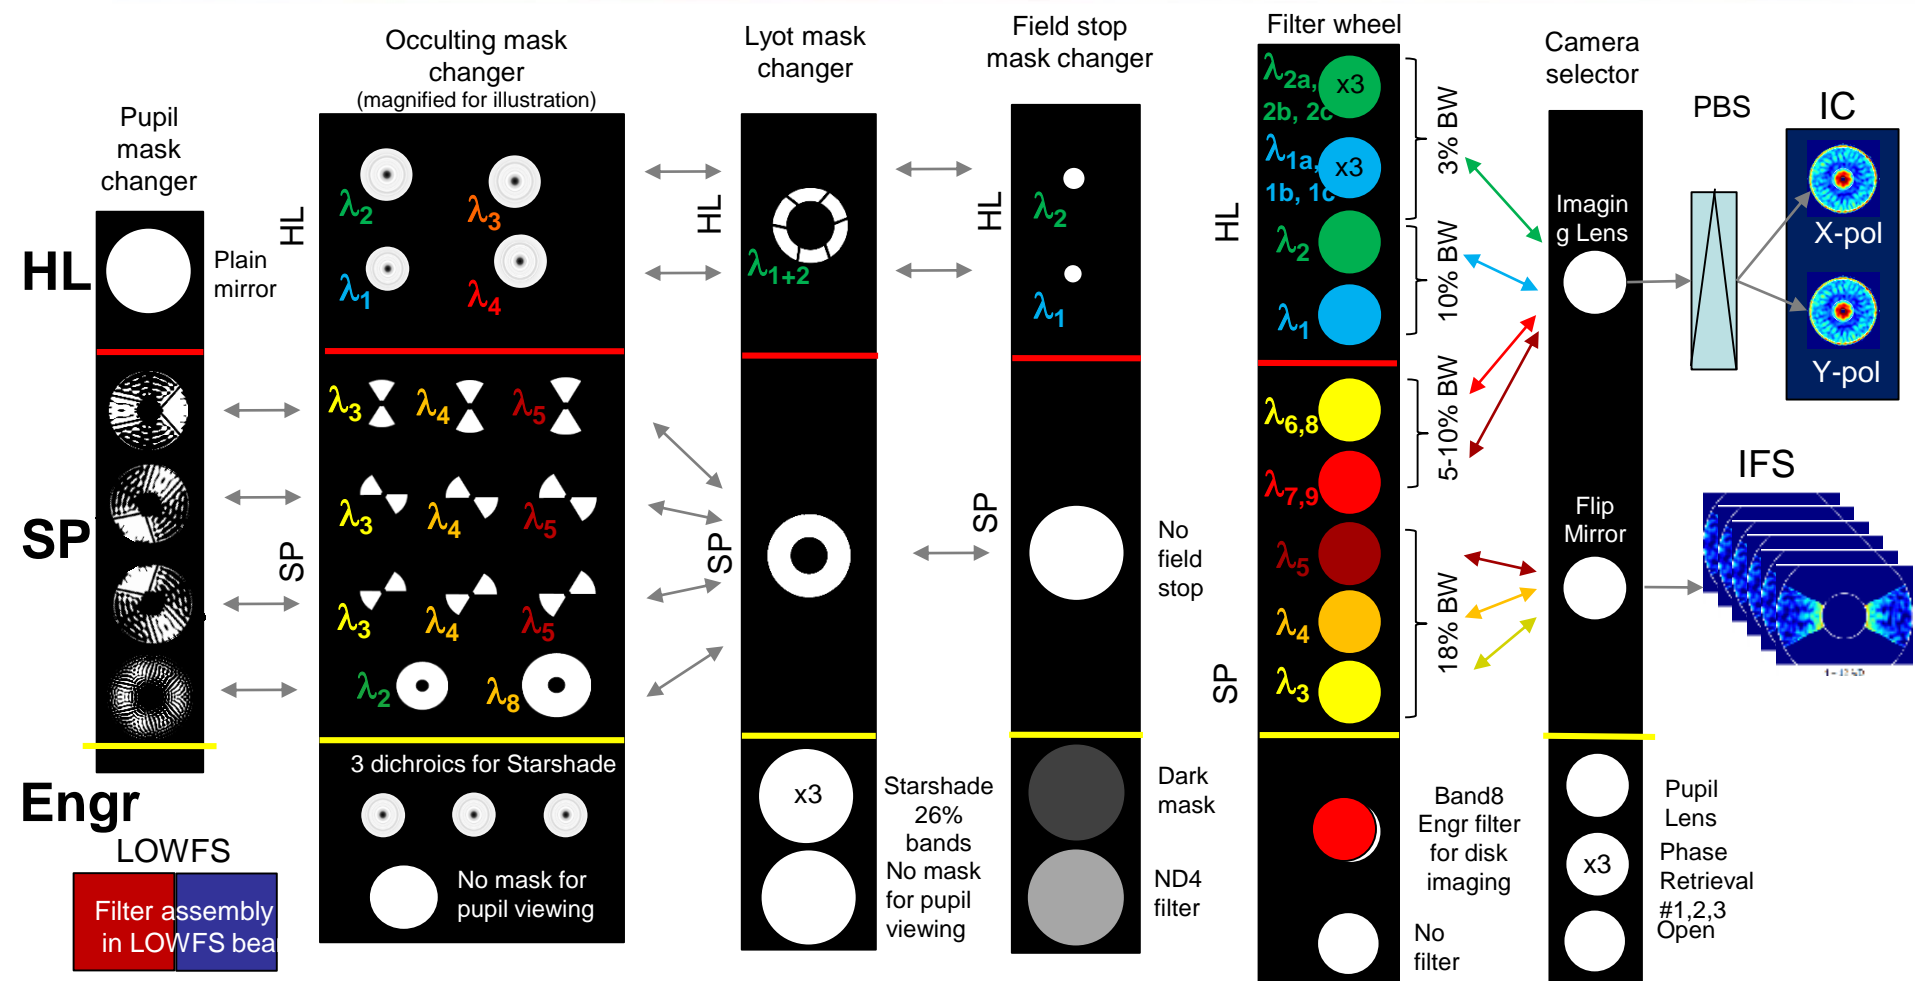 Pupil
mask
changer
HL
Plain
mirror
SP
Engr
LOWFS
Filter assembly
in LOWFS bea
Occulting mask
changer
(magnified for illustration)
HL
λ2
λ3
λ1
λ4
SP
λ3
λ4
λ5
λ3
λ4
λ5
λ3
λ4
λ5
λ2
λ8
3 dichroics for Starshade
No mask for
pupil viewing
Lyot mask
changer
HL
λ1+2
SP
x3
Starshade
26%
bands
No mask
for pupil
viewing
Field stop
mask changer
HL
λ2
λ1
SP
No
field
stop
Dark
mask
ND4
filter
Filter wheel
HL
λ2a,
2b, 2c
x3
λ1a,
1b, 1c
x3
3% BW
λ2
λ1
10% BW
SP
λ6,8
λ7,9
5-10% BW
λ5
λ4
λ3
18% BW
Band8
Engr filter
for disk
imaging
No
filter
Camera
selector
Imagin
g Lens
Flip
Mirror
Pupil
Lens
x3
Phase
Retrieval
#1,2,3
Open
PBS
IC
X-pol
Y-pol
IFS